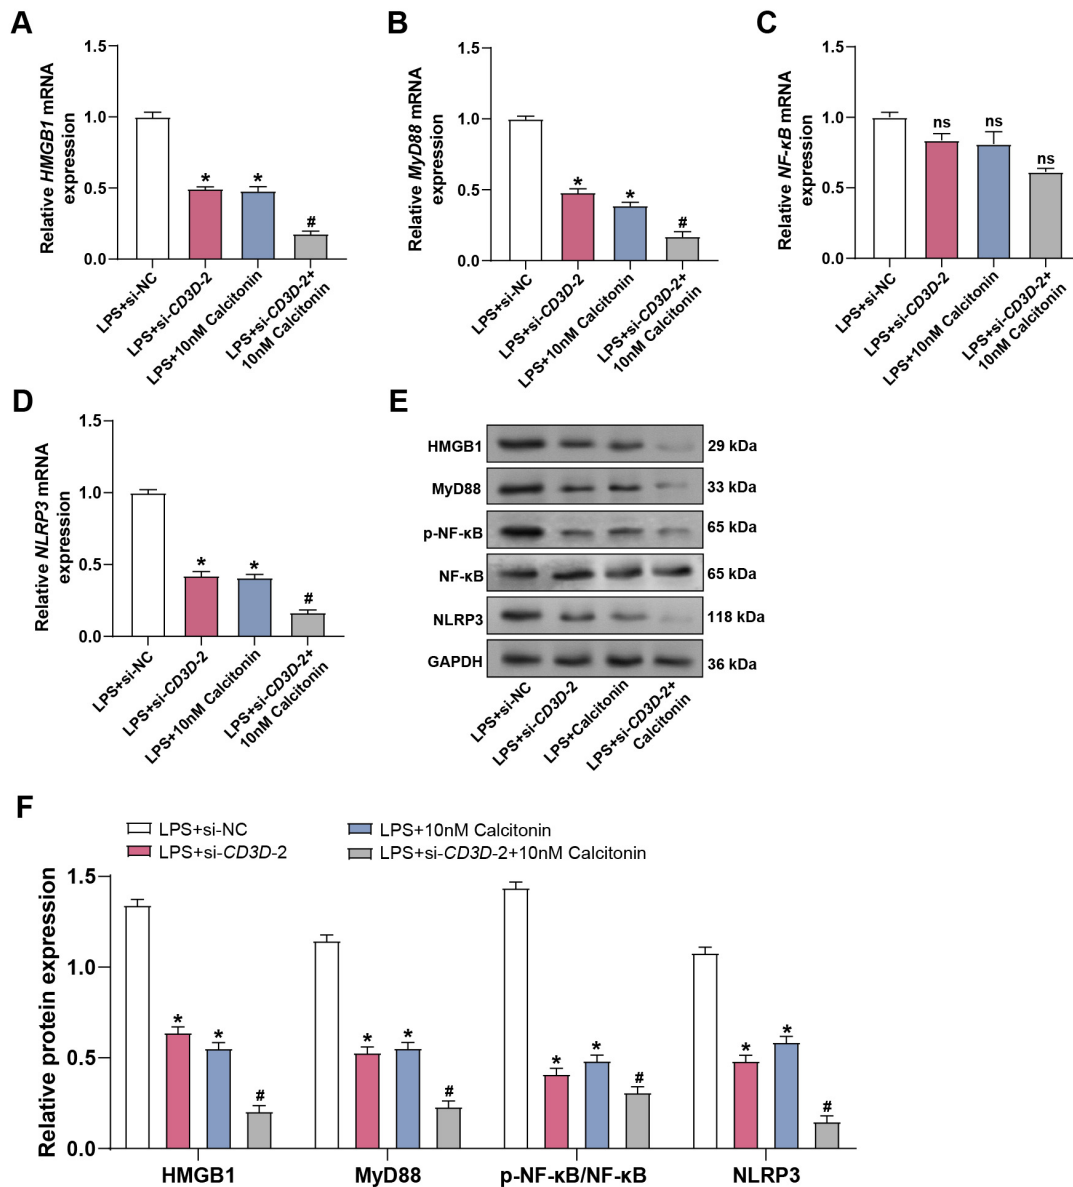 A
Relative HMGB1 mRNA
expression
1.5
1.0
0.5
0.0
*
*
#
LPS+si-NC
LPS+si-CD3D-2
LPS+10nM Calcitonin
LPS+si-CD3D-2+
10nM Calcitonin
B
Relative MyD88 mRNA
expression
1.5
1.0
0.5
0.0
*
*
#
LPS+si-NC
LPS+si-CD3D-2
LPS+10nM Calcitonin
LPS+si-CD3D-2+
10nM Calcitonin
C
Relative NF-κB mRNA
expression
1.5
1.0
0.5
0.0
ns
ns
ns
LPS+si-NC
LPS+si-CD3D-2
LPS+10nM Calcitonin
LPS+si-CD3D-2+
10nM Calcitonin
D
Relative NLRP3 mRNA
expression
1.5
1.0
0.5
0.0
*
*
#
LPS+si-NC
LPS+si-CD3D-2
LPS+10nM Calcitonin
LPS+si-CD3D-2+
10nM Calcitonin
E
HMGB1 29 kDa
MyD88 33 kDa
p-NF-κB 65 kDa
NF-κB 65 kDa
NLRP3 118 kDa
GAPDH 36 kDa
LPS+si-NC
LPS+si-CD3D-2
LPS+Calcitonin
LPS+si-CD3D-2+
Calcitonin
F
LPS+si-NC
LPS+10nM Calcitonin
LPS+si-CD3D-2
LPS+si-CD3D-2+10nM Calcitonin
Relative protein expression
1.5
1.0
0.5
0.0
*
*
#
*
*
#
*
*
#
*
*
#
HMGB1
MyD88
p-NF-κB/NF-κB
NLRP3